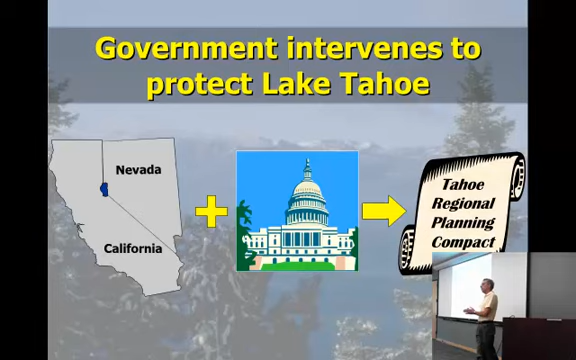 Government intervenes to
protect Lake Tahoe
Nevada
California
Tahoe
Regional
Planning
Compact